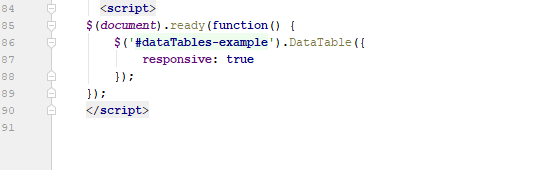 84 <script>
85 $(document).ready(function() {
86 $('#dataTables-example').DataTable({
87 responsive: true
88 });
89 });
90 </script>
91